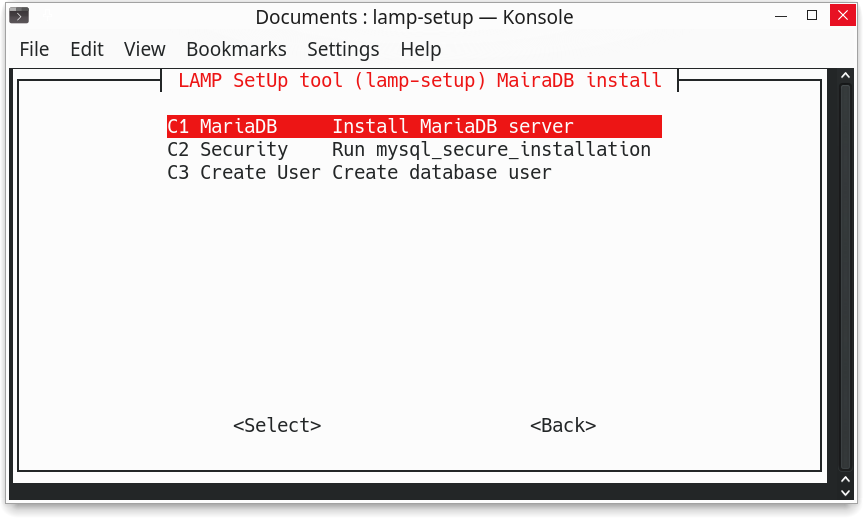 Documents : lamp-setup — Konsole
File Edit View Bookmarks Settings Help
LAMP SetUp tool (lamp-setup) MairaDB install
C1 MariaDB Install MariaDB server
C2 Security Run mysql_secure_installation
C3 Create User Create database user
<Select> <Back>